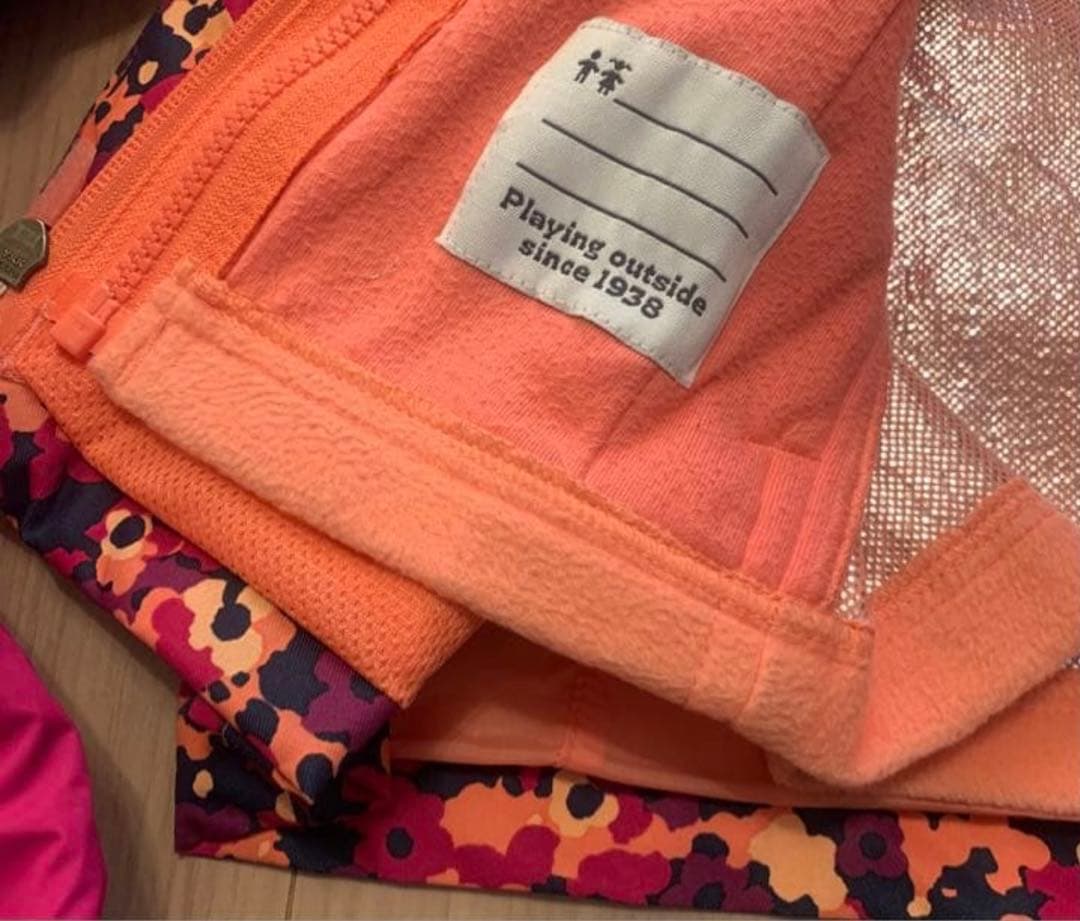 Playing outside
since 1938